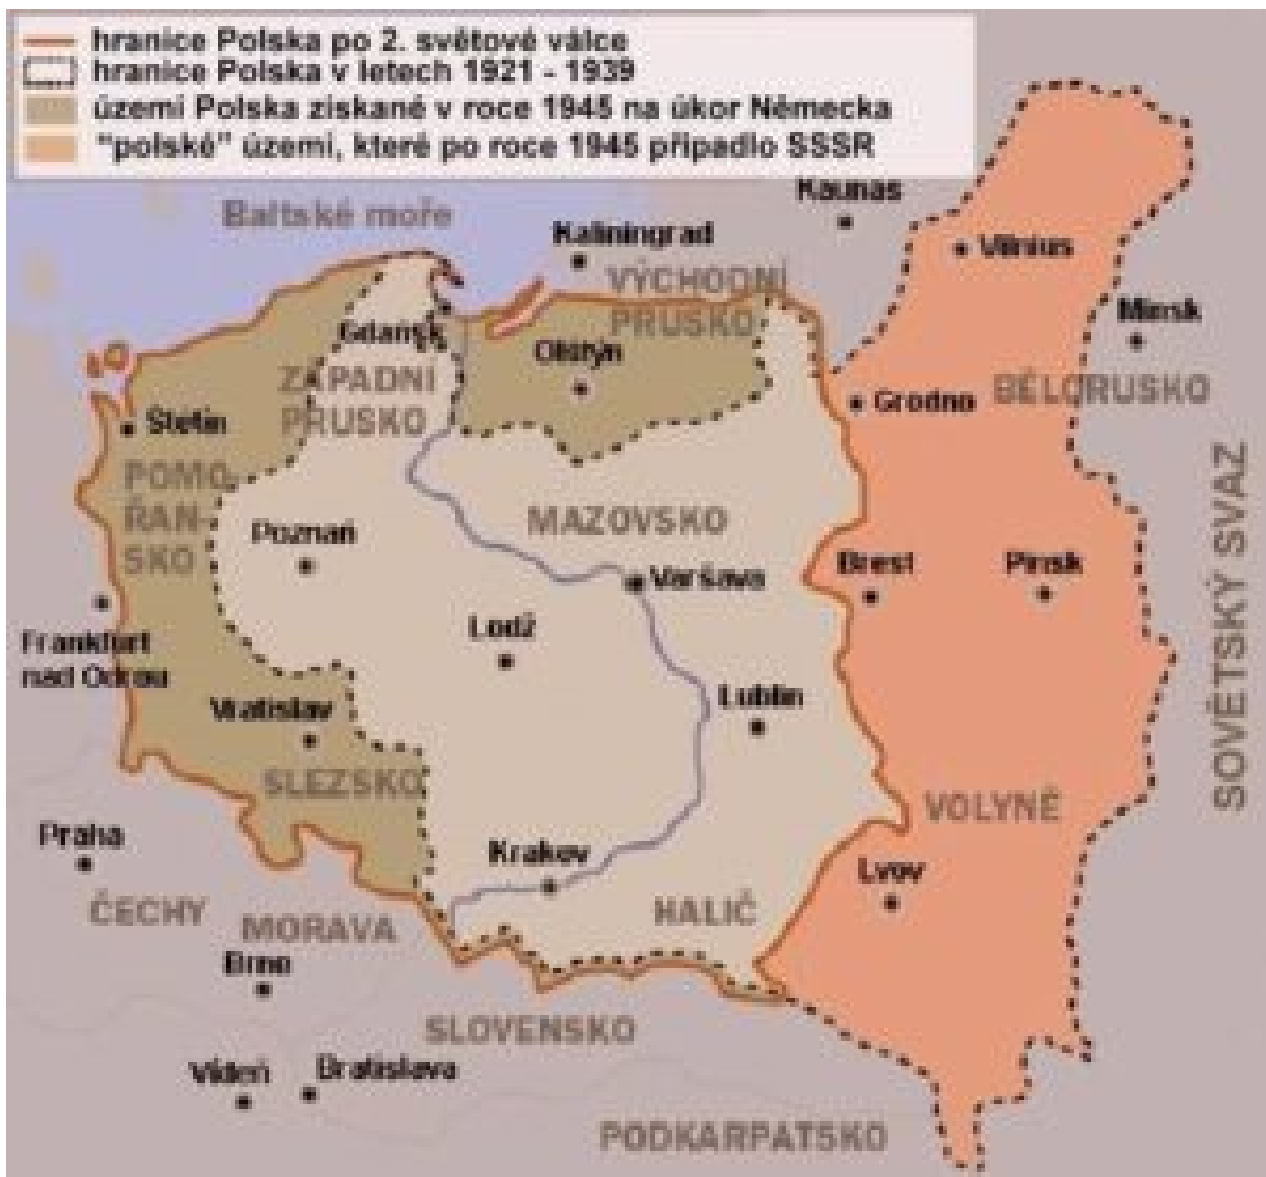 hranice Polska po 2. světové válce
hranice Polska v letech 1921 - 1939
území Polska získané v roce 1945 na úkor Německa
“polské” území, které po roce 1945 připadlo SSSR
Kaunas
Baltské moře
Kaliningrad
Vilnius
VÝCHODNÍ
PRUSKO
Minsk
Gdaňsk
Olštýn
ZÁPADNÍ
PRUSKO
BĚLORUSKO
Grodno
Štětín
POMO
ŘAN-
SKO
MAZOVSKO
Poznaň
Brest
Pinsk
Varšava
SOVĚTSKÝ SVAZ
Lodž
Frankfurt
nad Odrou
Lublin
Vratislav
SLEZSKO
VOLYNĚ
Praha
Krakov
Lvov
ČECHY
HALIČ
MORAVA
Brno
SLOVENSKO
Vídeň
Bratislava
PODKARPATSKO